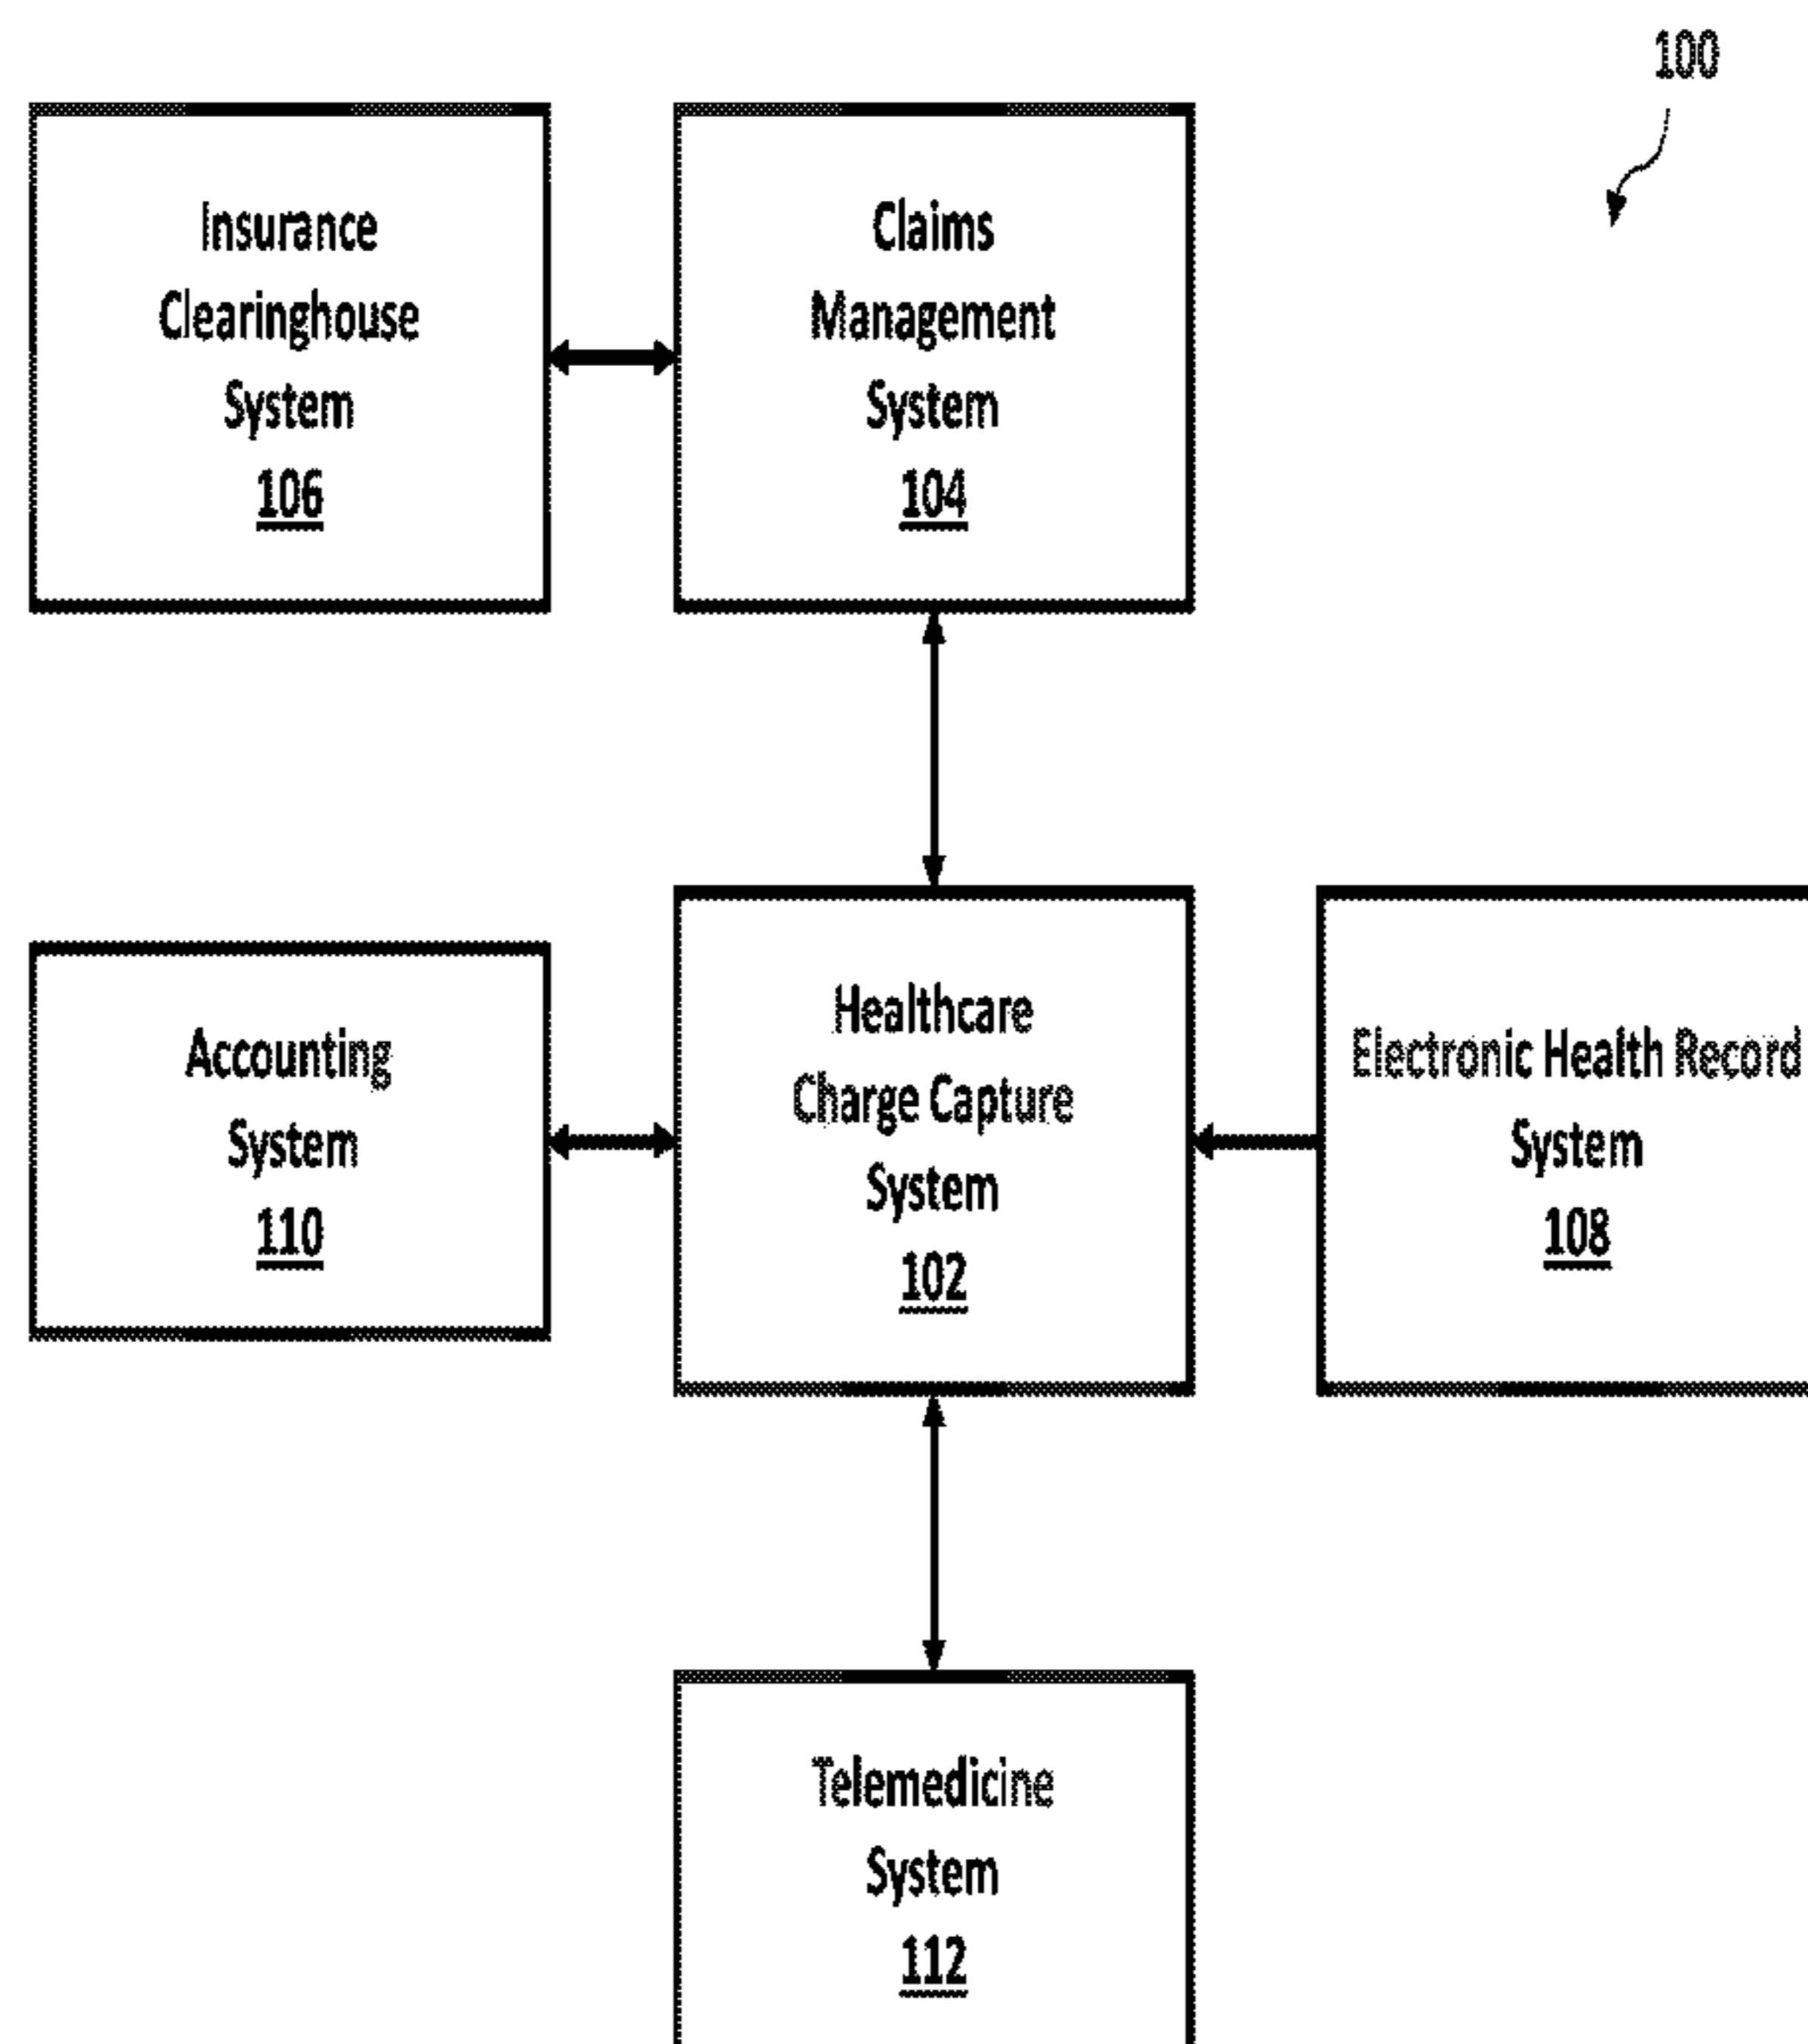 100
Insurance
Clearinghouse
System
106
Claims
Management
System
104
Accounting
System
110
Healthcare
Charge Capture
System
102
Electronic Health Record
System
108
Telemedicine
System
112